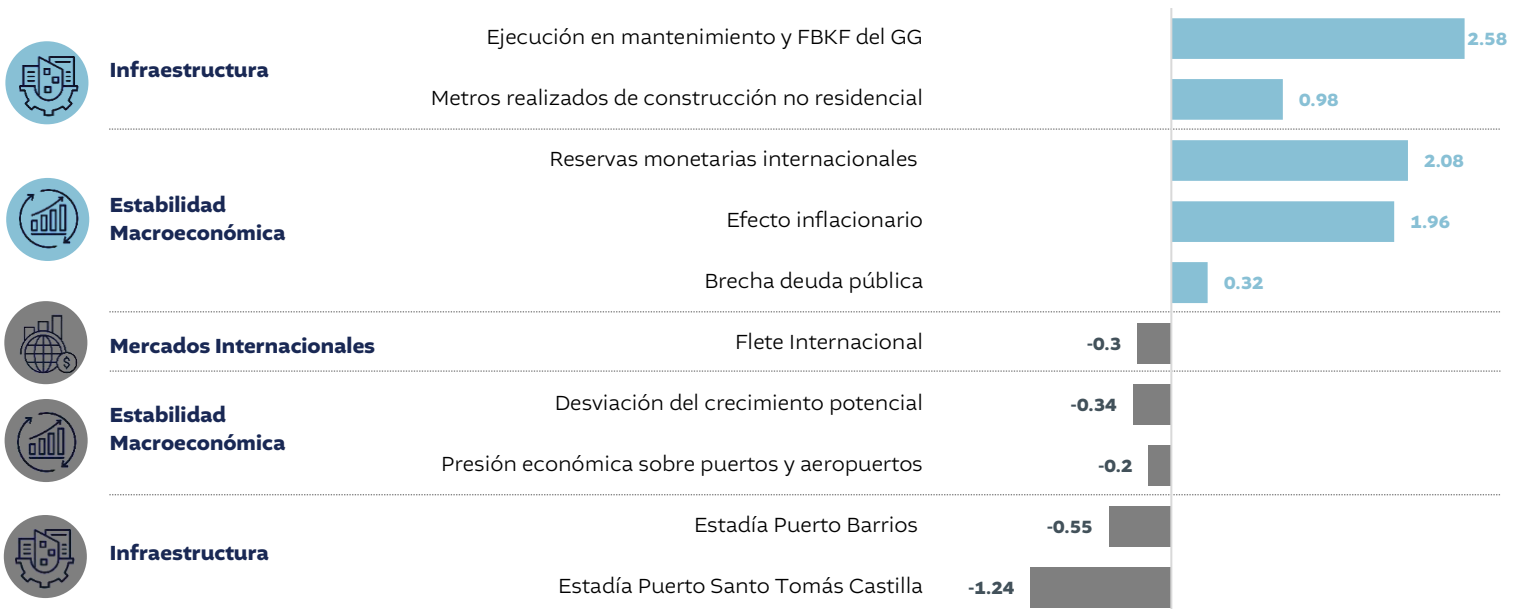 Infraestructura
Ejecución en mantenimiento y FBKF del GG
2.58
Metros realizados de construcción no residencial
0.98
Estabilidad
Macroeconómica
Reservas monetarias internacionales
2.08
Efecto inflacionario
1.96
Brecha deuda pública
0.32
Mercados Internacionales
Flete Internacional
-0.3
$
Estabilidad
Macroeconómica
Desviación del crecimiento potencial
-0.34
Presión económica sobre puertos y aeropuertos
-0.2
Infraestructura
Estadía Puerto Barrios
-0.55
Estadía Puerto Santo Tomás Castilla
-1.24